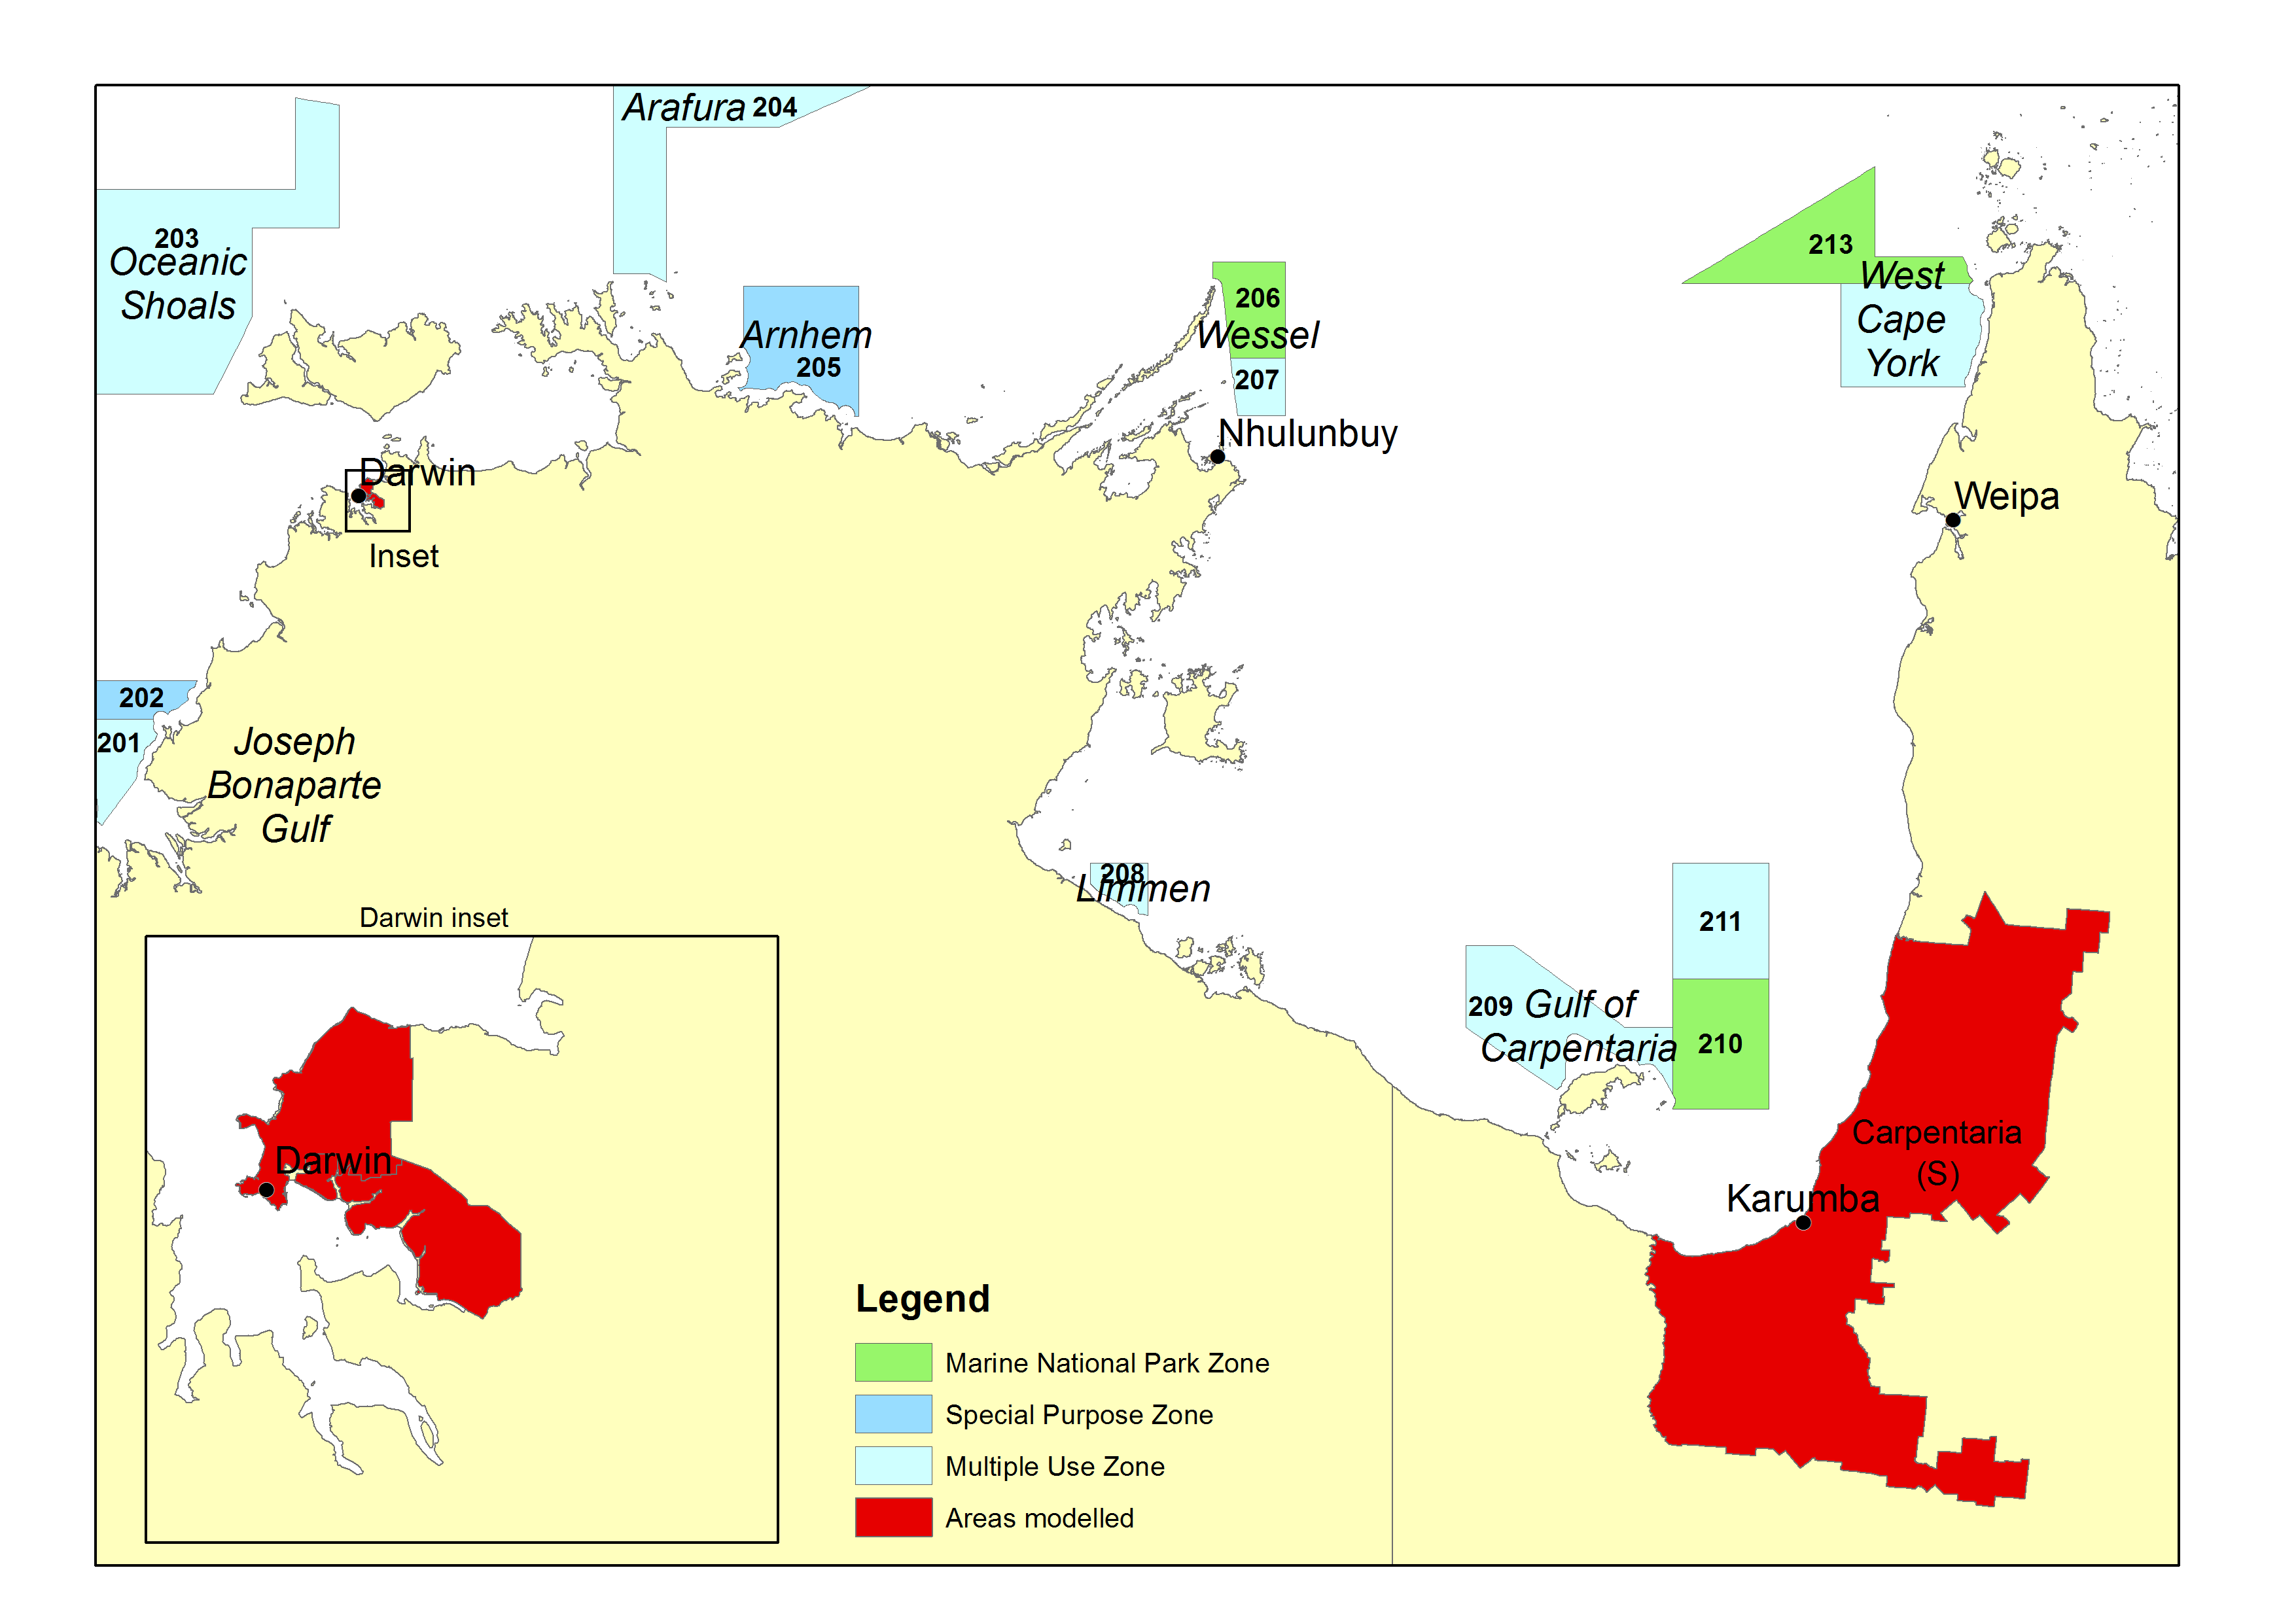 Arafura 204
203
Oceanic
Shoals
213
West
Cape
York
206
Wessel
207
Arnhem
205
Nhulunbuy
Darwin
Inset
Weipa
202
201
Joseph
Bonaparte
Gulf
208
Limmen
211
209 Gulf of
Carpentaria
210
Carpentaria
(S)
Karumba
Darwin inset
Darwin
Legend
Marine National Park Zone
Special Purpose Zone
Multiple Use Zone
Areas modelled